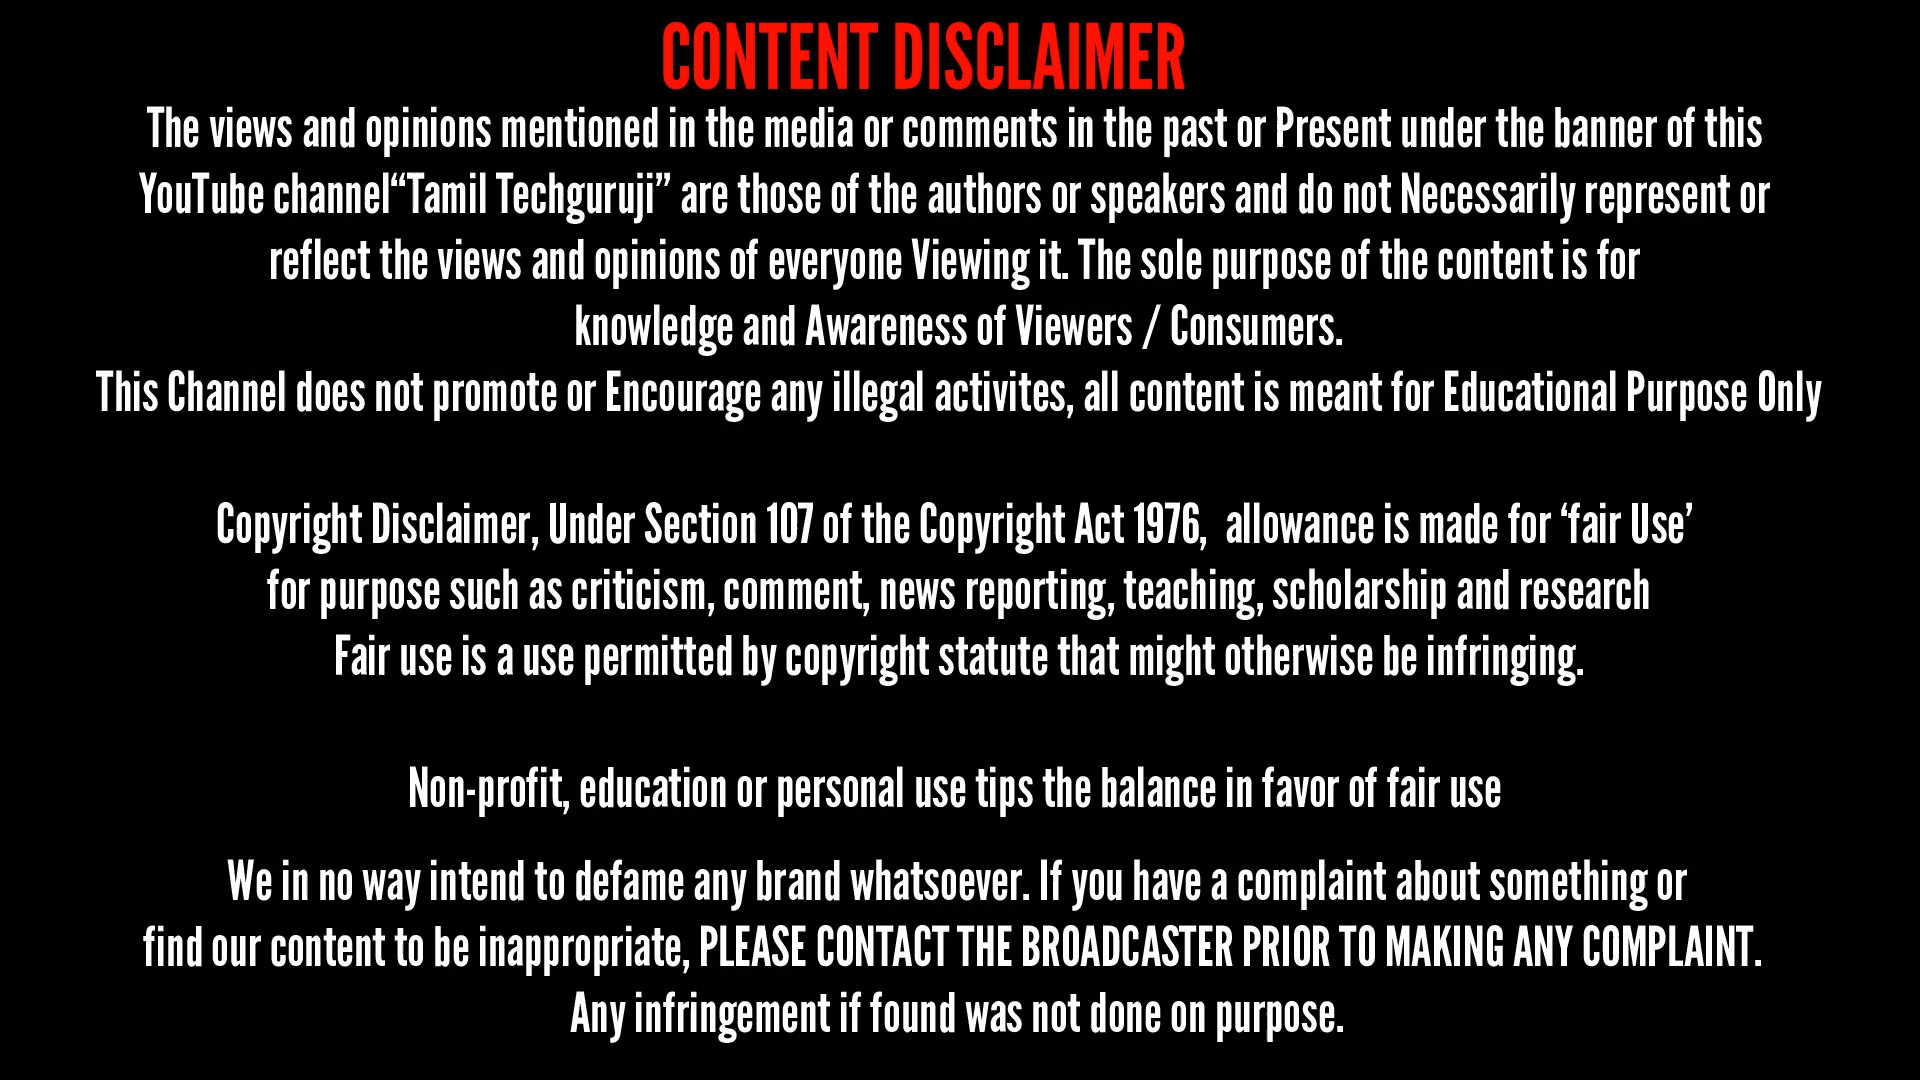 CONTENT DISCLAIMER
The views and opinions mentioned in the media or comments in the past or Present under the banner of this
YouTube channel“Tamil Techguruji” are those of the authors or speakers and do not Necessarily represent or
reflect the views and opinions of everyone Viewing it. The sole purpose of the content is for
knowledge and Awareness of Viewers / Consumers.
This Channel does not promote or Encourage any illegal activites, all content is meant for Educational Purpose Only
Copyright Disclaimer, Under Section 107 of the Copyright Act 1976, allowance is made for ‘fair Use’
for purpose such as criticism, comment, news reporting, teaching, scholarship and research
Fair use is a use permitted by copyright statute that might otherwise be infringing.
Non-profit, education or personal use tips the balance in favor of fair use
We in no way intend to defame any brand whatsoever. If you have a complaint about something or
find our content to be inappropriate, PLEASE CONTACT THE BROADCASTER PRIOR TO MAKING ANY COMPLAINT.
Any infringement if found was not done on purpose.